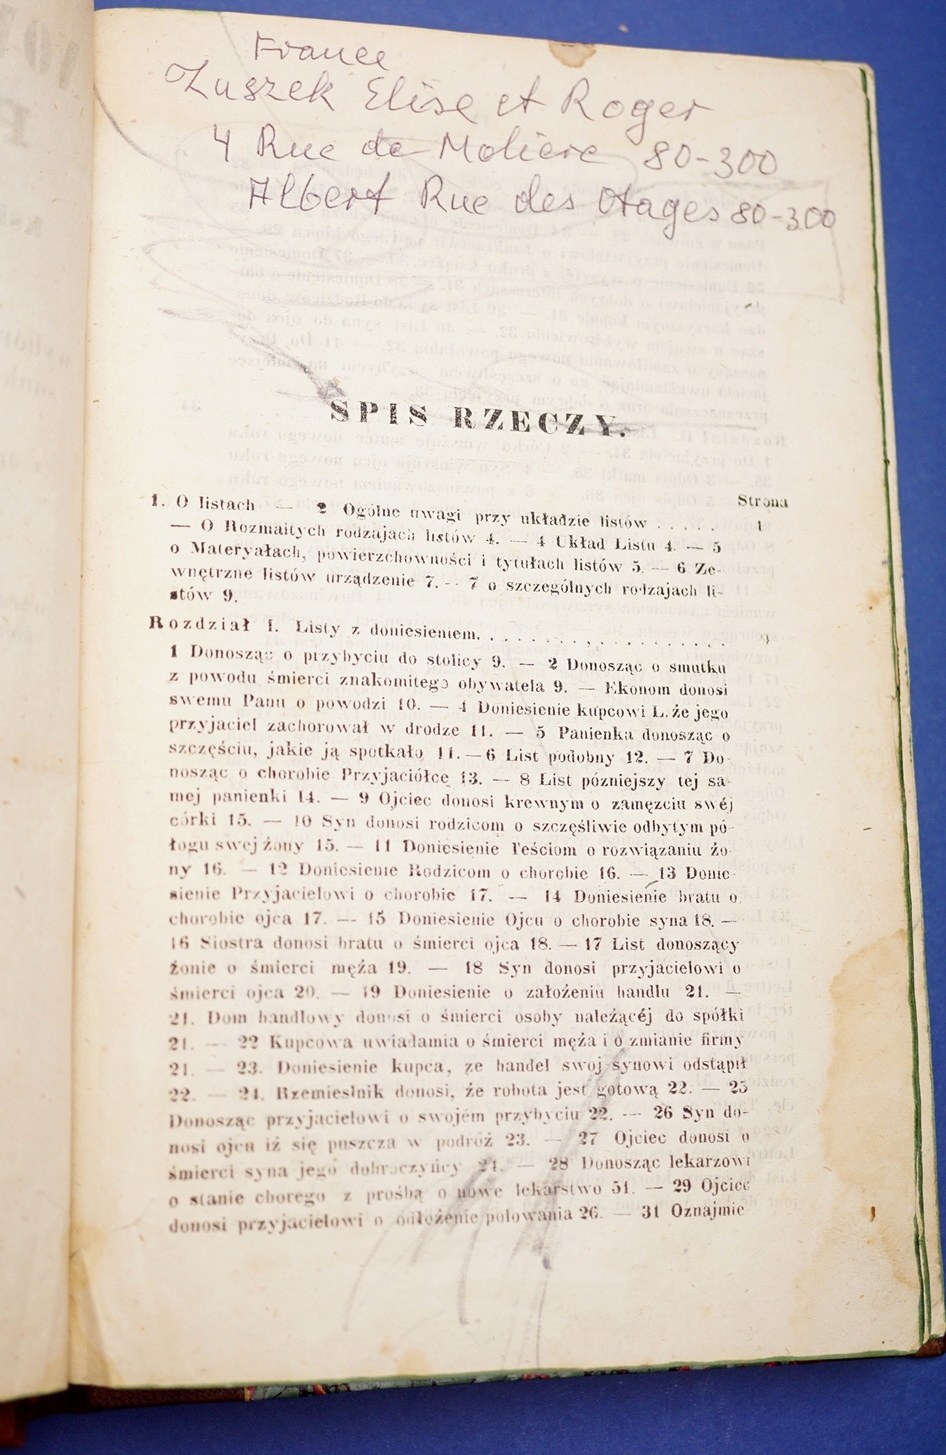 France
Zuszek Elise et Roger
4 Rue de Moliere 80-300
Albert Rue des Otages 80-300
SPIS RZECZY.
Strona
1. O listach — 2 Ogólne uwagi przy układzie listów . . . . . 1
— O Rozmaitych rodzajach listów 4. — 4 Układ Listu 4. — 5
o Materyałach, powierzchowności i tytułach listów 5. — 6 Ze-
wnętrzne listów urządzenie 7. — 7 o szczególnych rodzajach li-
stów 9.
Rozdział I. Listy z doniesieniem. . . . . . . . . . . . . . . . . 9
1 Donosząc o przybyciu do stolicy 9. — 2 Donosząc o smutku
z powodu śmierci znakomitego obywatela 9. — Ekonom donosi
swemu Panu o powodzi 10. — 4 Doniesienie kupcowi L. że jego
przyjaciel zachorował w drodze 11. — 5 Panienka donosząc o
szczęściu, jakie ją spotkało 11. — 6 List podobny 12. — 7 Do-
nosząc o chorobie Przyjaciółce 13. — 8 List pózniejszy tej sa-
mej panienki 14. — 9 Ojciec donosi krewnym o zamęzciu swéj
córki 15. — 10 Syn donosi rodzicom o szczęśliwie odbytym po-
łogu swej żony 15. — 11 Doniesienie Teściom o rozwiązaniu żo-
ny 16. — 12 Doniesienie Rodzicom o chorobie 16. — 13 Donie-
sienie Przyjacielowi o chorobie 17. — 14 Doniesienie bratu o
chorobie ojca 17. — 15 Doniesienie Ojcu o chorobie syna 18. —
16 Siostra donosi bratu o śmierci ojca 18. — 17 List donoszący
żonie o śmierci męża 19. — 18 Syn donosi przyjacielowi o
śmierci ojca 20. — 19 Doniesienie o założeniu handlu 21. —
21. Dom handlowy donosi o śmierci osoby należącéj do spółki
21. — 22 Kupcowa uwiadamia o śmierci męża i o zmianie firmy
21. — 23. Doniesienie kupca, ze handel swoj synowi odstąpił
22. — 24. Rzemieslnik donosi, że robota jest gotową 22. — 25
Donosząc przyjacielowi o swojém przybyciu 22. — 26 Syn do-
nosi ojcu iż się puszcza w podróż 23. — 27 Ojciec donosi o
śmierci syna jego dobroczyńcy 24. — 28 Donosząc lekarzowi
o stanie chorego z prośbą o nowe lekarstwo 51. — 29 Ojciec
donosi przyjacielowi o odłożenie polowania 26. — 31 Oznajmie